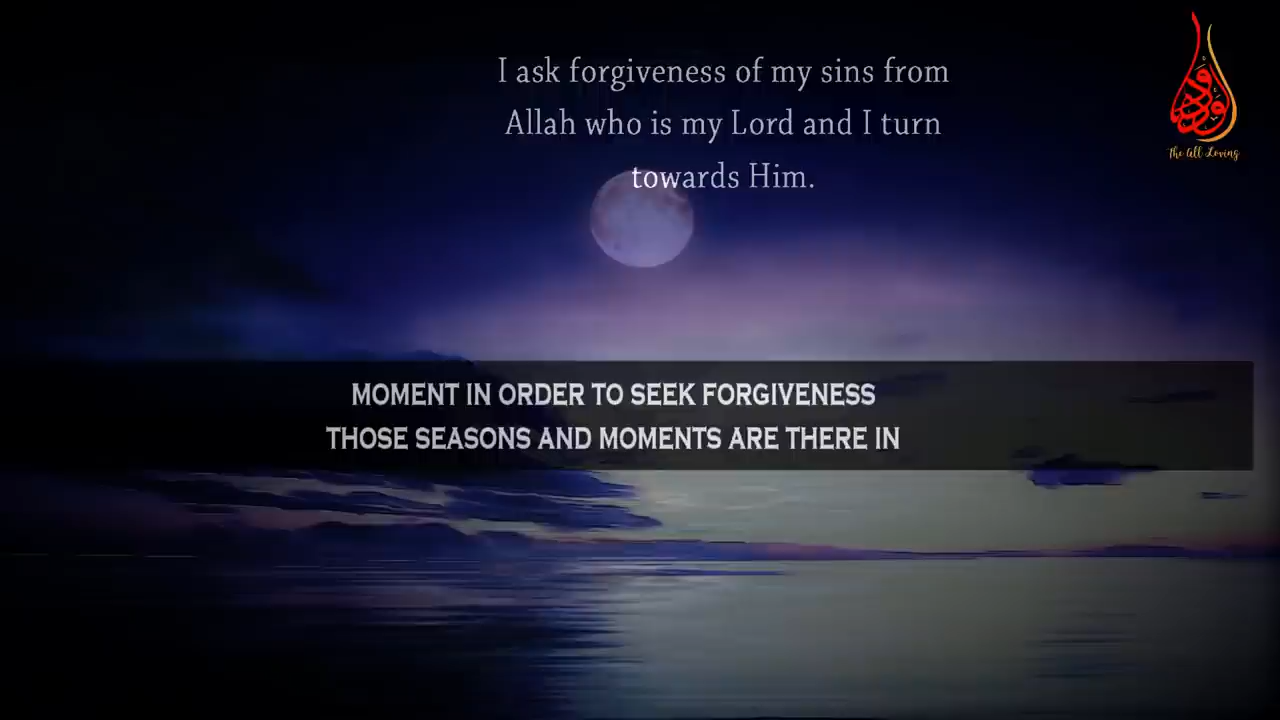 I ask forgiveness of my sins from
Allah who is my Lord and I turn
towards Him.
ودود
The All Loving
MOMENT IN ORDER TO SEEK FORGIVENESS
THOSE SEASONS AND MOMENTS ARE THERE IN